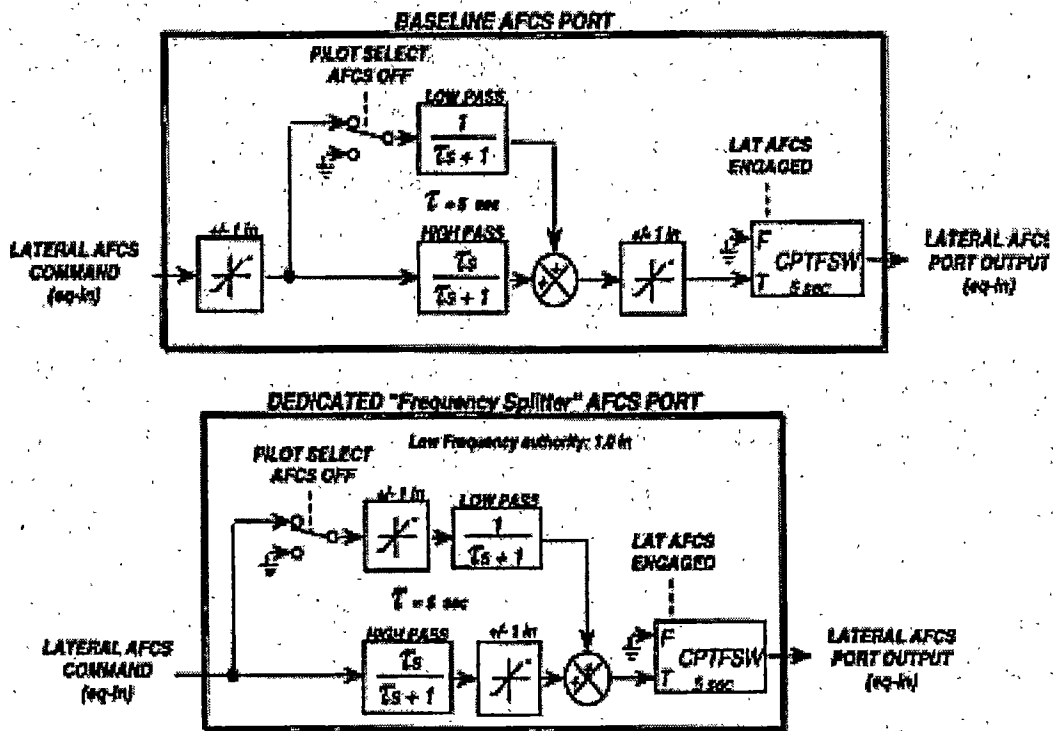 BASELINE AFCS PORT
PILOT SELECT
AFCS OFF
LOW PASS
1
τs + 1
LAT AFCS
ENGAGED
τ = 5 sec
+/- 1 in
HIGH PASS
+/- 1 in
LATERAL AFCS
COMMAND
(eq-in)
τs
τs + 1
+
+
F
CPTFSW
T
5 sec
LATERAL AFCS
PORT OUTPUT
(eq-in)
DEDICATED "Frequency Splitter" AFCS PORT
Low Frequency authority: 1.0 in
PILOT SELECT
AFCS OFF
+/- 1 in
LOW PASS
1
τs + 1
LAT AFCS
ENGAGED
τ = 5 sec
HIGH PASS
+/- 1 in
LATERAL AFCS
COMMAND
(eq-in)
τs
τs + 1
+
+
F
CPTFSW
T
5 sec
LATERAL AFCS
PORT OUTPUT
(eq-in)